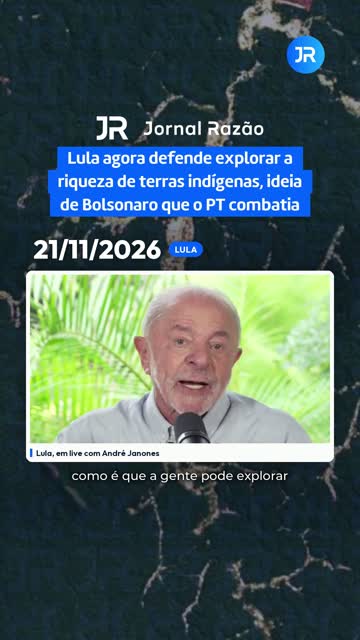 JR
JR Jornal Razão
Lula agora defende explorar a
riqueza de terras indígenas, ideia
de Bolsonaro que o PT combatia
21/11/2026 LULA
Lula, em live com André Janones
como é que a gente pode explorar